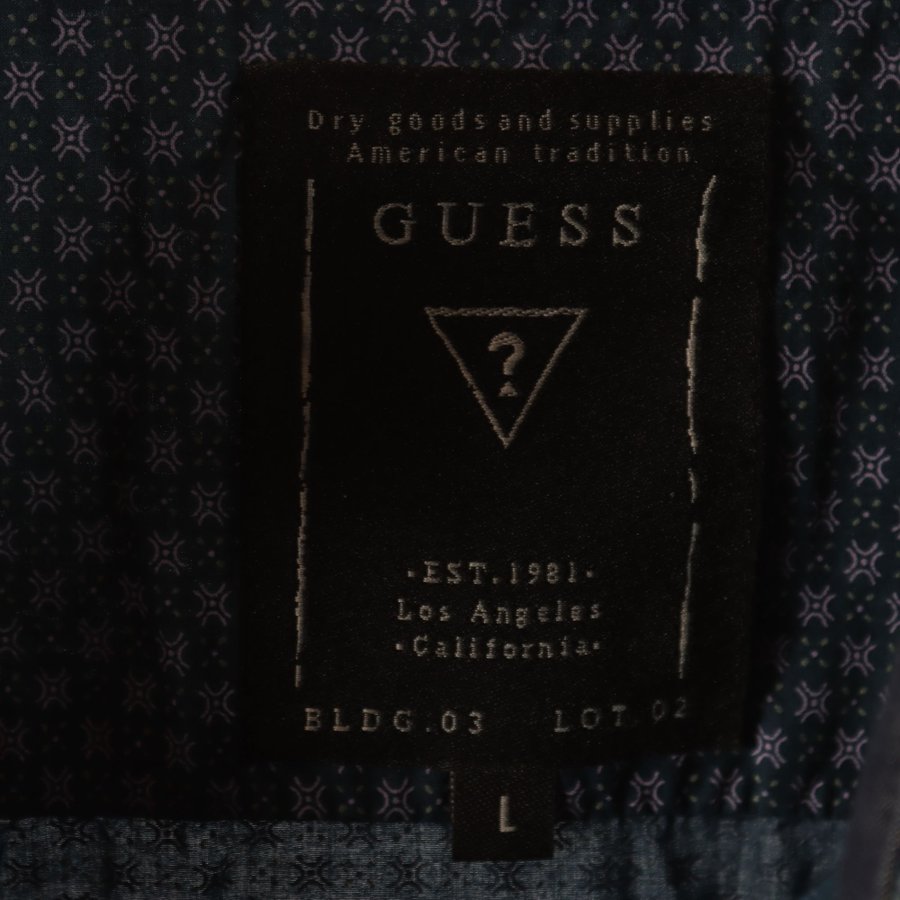 Dry goods and supplies
American tradition
GUESS
?
·EST.1981·
Los Angeles
·California·
BLDG.03 LOT.02
L